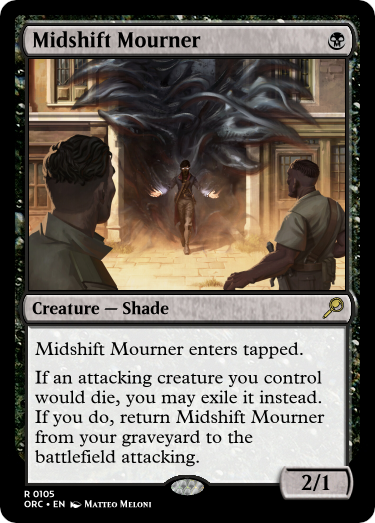 Midshift Mourner
Creature — Shade
Midshift Mourner enters tapped.
If an attacking creature you control
would die, you may exile it instead.
If you do, return Midshift Mourner
from your graveyard to the
battlefield attacking.
2/1
R 0105
ORC • EN Matteo Meloni